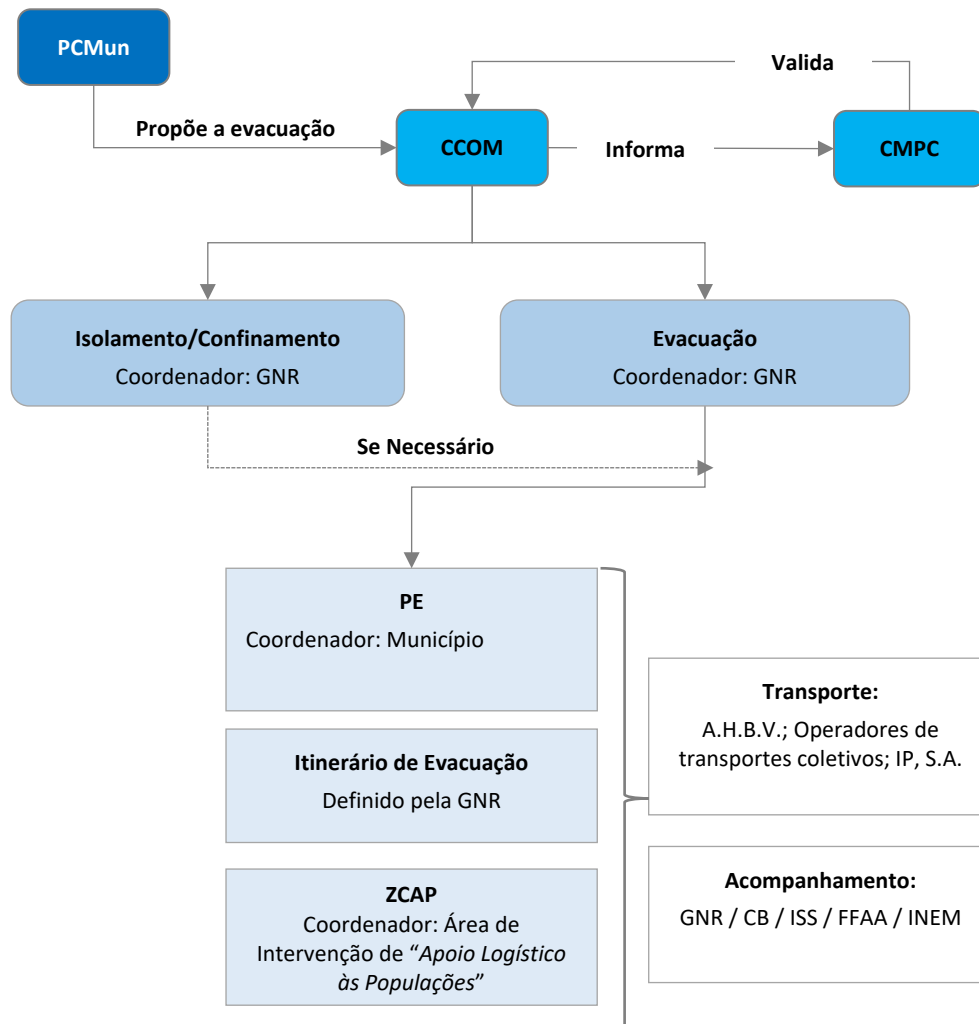 PCMun
Valida
Propõe a evacuação
CCOM
Informa
CMPC
Isolamento/Confinamento
Coordenador: GNR
Evacuação
Coordenador: GNR
Se Necessário
PE
Coordenador: Município
Transporte:
A.H.B.V.; Operadores de
transportes coletivos; IP, S.A.
Itinerário de Evacuação
Definido pela GNR
ZCAP
Coordenador: Área de
Intervenção de “Apoio Logístico
às Populações”
Acompanhamento:
GNR / CB / ISS / FFAA / INEM